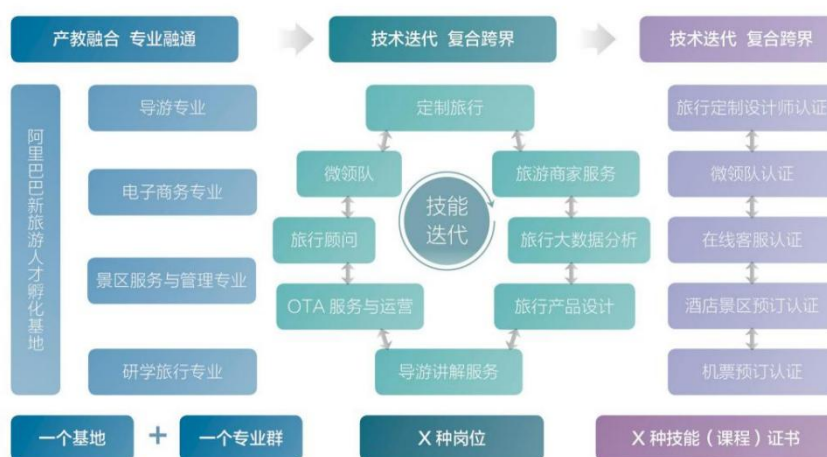 产教融合 专业融通
技术迭代 复合跨界
技术迭代 复合跨界
阿里巴巴新旅游人才孵化基地
导游专业
电子商务专业
景区服务与管理专业
研学旅行专业
定制旅行
微领队
旅游商家服务
技能
迭代
旅行顾问
旅行大数据分析
OTA 服务与运营
旅行产品设计
导游讲解服务
旅行定制设计师认证
微领队认证
在线客服认证
酒店景区预订认证
机票预订认证
一个基地
+
一个专业群
X 种岗位
X 种技能（课程）证书